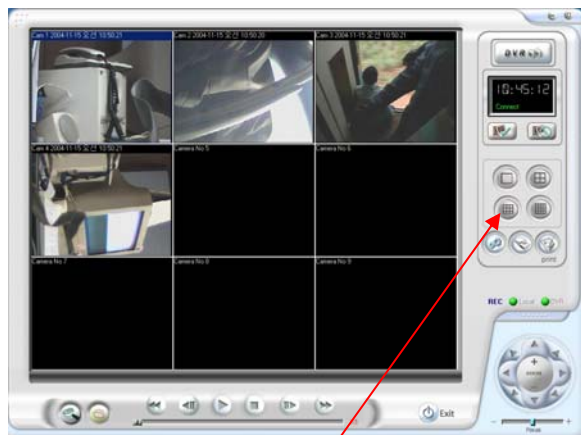 Cam 1 2004-11-15 오전 10:50:21
Cam 2 2004-11-15 오전 10:50:20
Cam 3 2004-11-15 오전 10:50:21
DVR
10:45:12
Connect
Cam 4 2004-11-15 오전 10:50:21
Camera No 5
Camera No 6
print
Camera No 7
Camera No 8
Camera No 9
REC Local DVR
Exit
- +
Focus